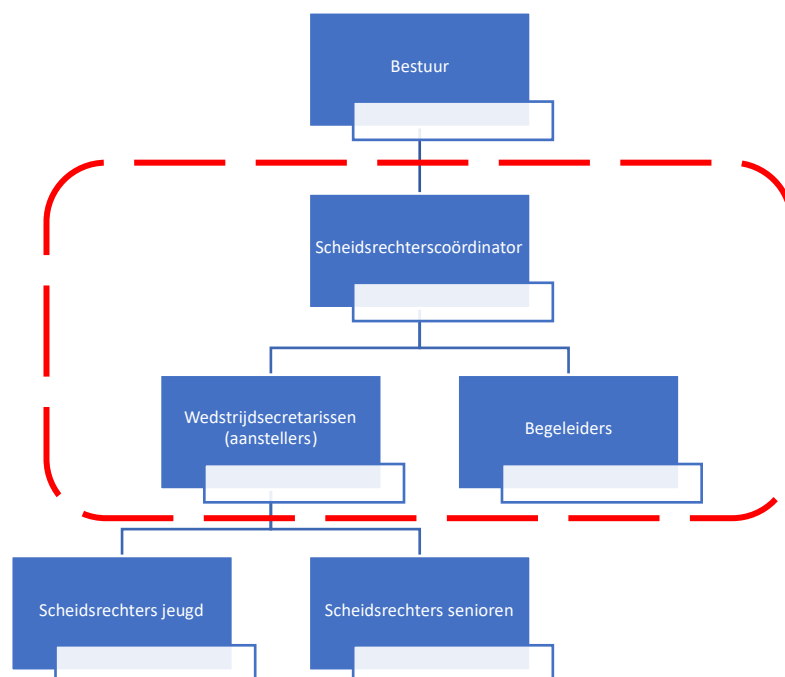 Bestuur
Scheidsrechterscoördinator
Wedstrijdsecretarissen
(aanstellers)
Begeleiders
Scheidsrechters jeugd
Scheidsrechters senioren